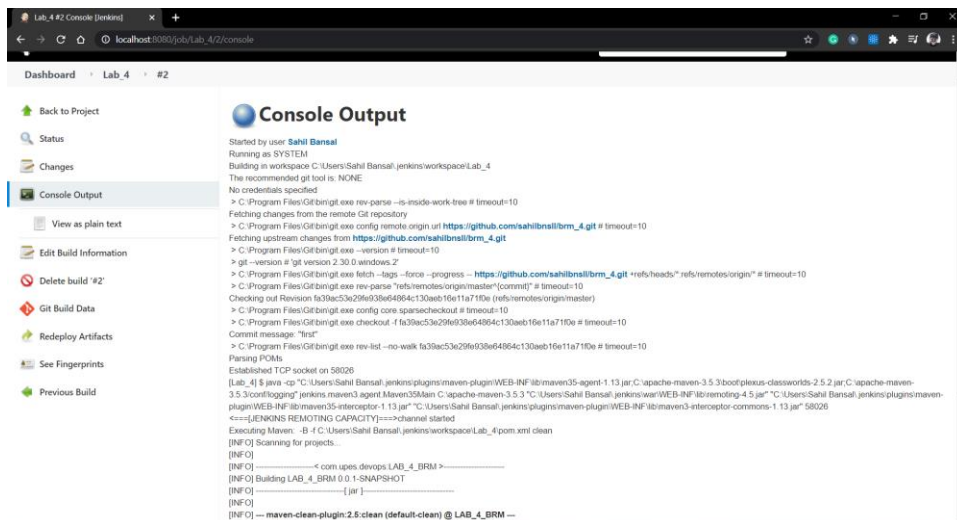 Lab_4 #2 Console [Jenkins]
localhost:8080/job/Lab_4/2/console
Dashboard Lab_4 #2
Back to Project
Status
Changes
Console Output
View as plain text
Edit Build Information
Delete build '#2'
Git Build Data
Redeploy Artifacts
See Fingerprints
Previous Build
Console Output
Started by user Sahil Bansal
Running as SYSTEM
Building in workspace C:\Users\Sahil Bansal\.jenkins\workspace\Lab_4
The recommended git tool is: NONE
No credentials specified
> C:\Program Files\Git\bin\git.exe rev-parse --is-inside-work-tree # timeout=10
Fetching changes from the remote Git repository
> C:\Program Files\Git\bin\git.exe config remote.origin.url https://github.com/sahilbnsll/brm_4.git # timeout=10
Fetching upstream changes from https://github.com/sahilbnsll/brm_4.git
> C:\Program Files\Git\bin\git.exe --version # timeout=10
> git --version # 'git version 2.30.0.windows.2'
> C:\Program Files\Git\bin\git.exe fetch --tags --force --progress -- https://github.com/sahilbnsll/brm_4.git +refs/heads/*:refs/remotes/origin/* # timeout=10
> C:\Program Files\Git\bin\git.exe rev-parse "refs/remotes/origin/master^{commit}" # timeout=10
Checking out Revision fa39ac53e29fe938e64864c130aeb16e11a71f0e (refs/remotes/origin/master)
> C:\Program Files\Git\bin\git.exe config core.sparsecheckout # timeout=10
> C:\Program Files\Git\bin\git.exe checkout -f fa39ac53e29fe938e64864c130aeb16e11a71f0e # timeout=10
Commit message: "first"
> C:\Program Files\Git\bin\git.exe rev-list --no-walk fa39ac53e29fe938e64864c130aeb16e11a71f0e # timeout=10
Parsing POMs
Established TCP socket on 58026
[Lab_4] $ java -cp "C:\Users\Sahil Bansal\.jenkins\plugins\maven-plugin\WEB-INF\lib\maven35-agent-1.13.jar;C:\apache-maven-3.5.3\boot\plexus-classworlds-2.5.2.jar;C:\apache-maven-
3.5.3/conf\logging" jenkins.maven3.agent.Maven35Main C:\apache-maven-3.5.3 "C:\Users\Sahil Bansal\.jenkins\war\WEB-INF\lib\remoting-4.5.jar" "C:\Users\Sahil Bansal\.jenkins\plugins\maven-
plugin\WEB-INF\lib\maven35-interceptor-1.13.jar" "C:\Users\Sahil Bansal\.jenkins\plugins\maven-plugin\WEB-INF\lib\maven3-interceptor-commons-1.13.jar" 58026
<===[JENKINS REMOTING CAPACITY]===>channel started
Executing Maven: -B -f C:\Users\Sahil Bansal\.jenkins\workspace\Lab_4\pom.xml clean
[INFO] Scanning for projects...
[INFO]
[INFO] ----------------------< com.upes.devops:LAB_4_BRM >----------------------
[INFO] Building LAB_4_BRM 0.0.1-SNAPSHOT
[INFO] --------------------------------[ jar ]---------------------------------
[INFO]
[INFO] --- maven-clean-plugin:2.5:clean (default-clean) @ LAB_4_BRM ---